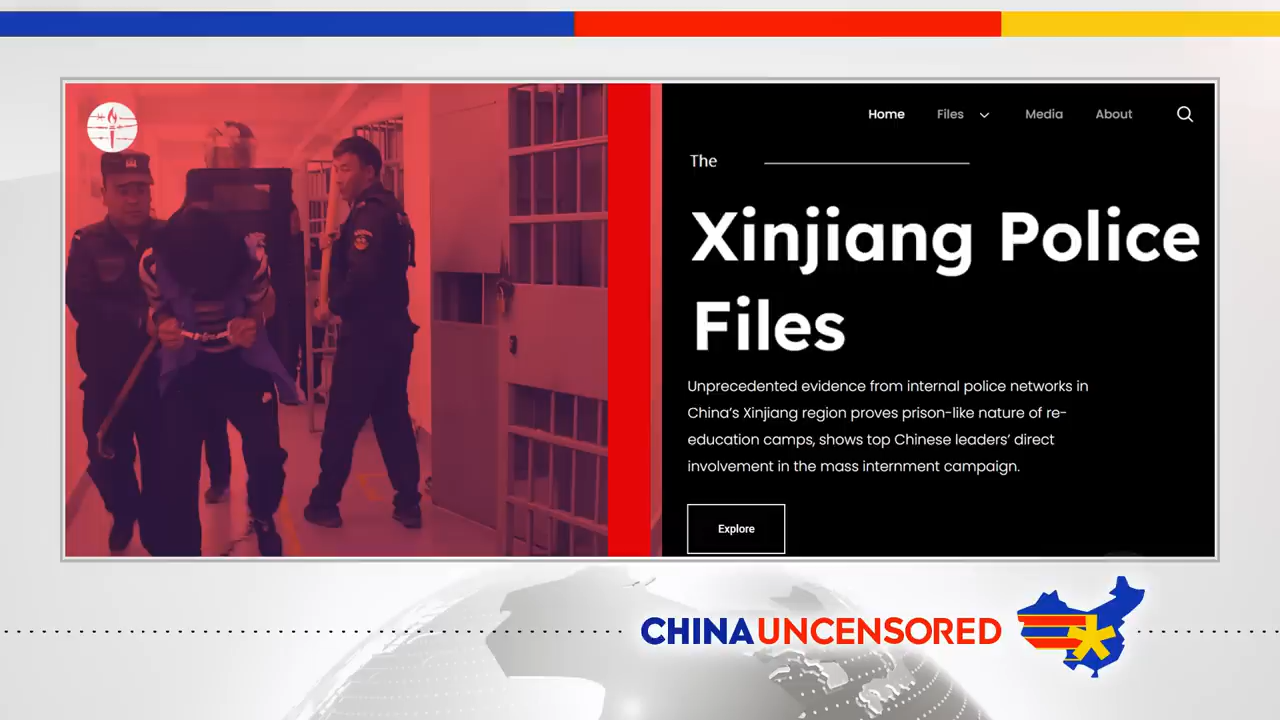 Home Files Media About
The
Xinjiang Police
Files
Unprecedented evidence from internal police networks in
China's Xinjiang region proves prison-like nature of re-
education camps, shows top Chinese leaders' direct
involvement in the mass internment campaign.
Explore
CHINA UNCENSORED